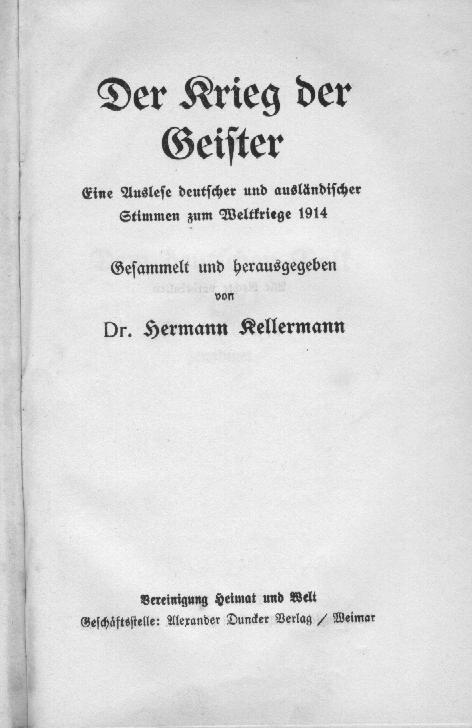 Der Krieg der
Geister
Eine Auslese deutscher und ausländischer
Stimmen zum Weltkriege 1914
Gesammelt und herausgegeben
von
Dr. Hermann Kellermann
Vereinigung Heimat und Welt
Geschäftsstelle: Alexander Duncker Verlag / Weimar